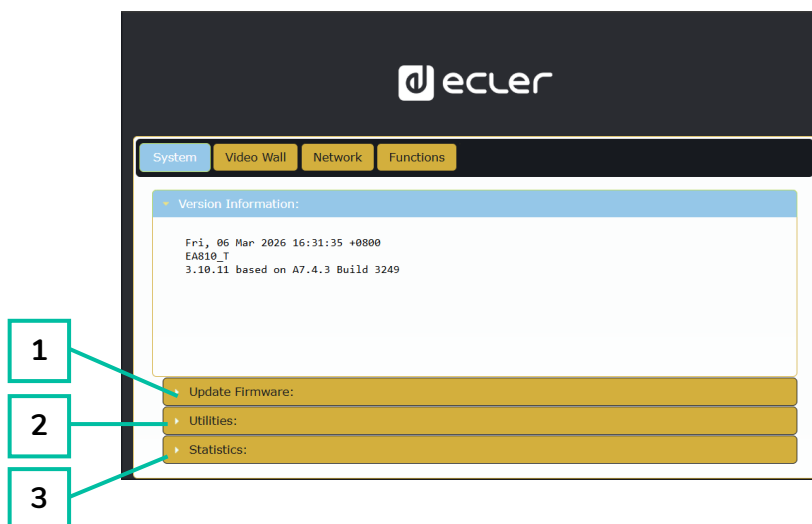 ecler
System Video Wall Network Functions
Version Information:
Fri, 06 Mar 2026 16:31:35 +0800
EA810_T
3.10.11 based on A7.4.3 Build 3249
1
Update Firmware:
2
Utilities:
3
Statistics: